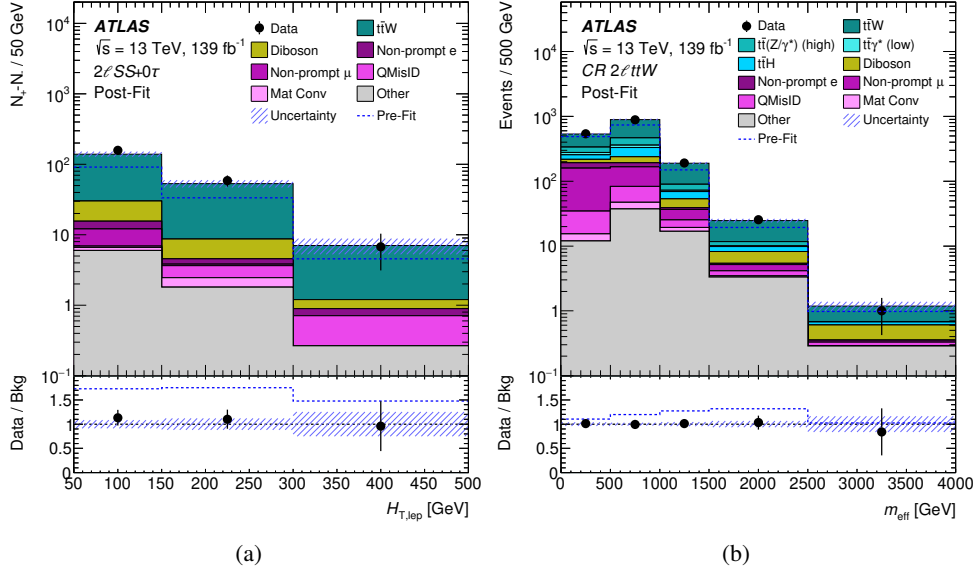 ATLAS
√s = 13 TeV, 139 fb⁻¹
2ℓSS+0τ
Post-Fit
Data
tt̄W
Diboson
Non-prompt e
Non-prompt μ
QMisID
Mat Conv
Other
Uncertainty
Pre-Fit
N₊-N₋ / 50 GeV
10⁴
10³
10²
10
1
10⁻¹
Data / Bkg
1.5
1
0.5
0
50 100 150 200 250 300 350 400 450 500
H_T,lep [GeV]
(a)
ATLAS
√s = 13 TeV, 139 fb⁻¹
CR 2ℓttW
Post-Fit
Data
tt̄W
tt̄(Z/γ*) (high)
tt̄γ* (low)
tt̄H
Diboson
Non-prompt e
Non-prompt μ
QMisID
Mat Conv
Other
Uncertainty
Pre-Fit
Events / 500 GeV
10⁵
10⁴
10³
10²
10
1
10⁻¹
Data / Bkg
1.5
1
0.5
0
0 500 1000 1500 2000 2500 3000 3500 4000
m_eff [GeV]
(b)